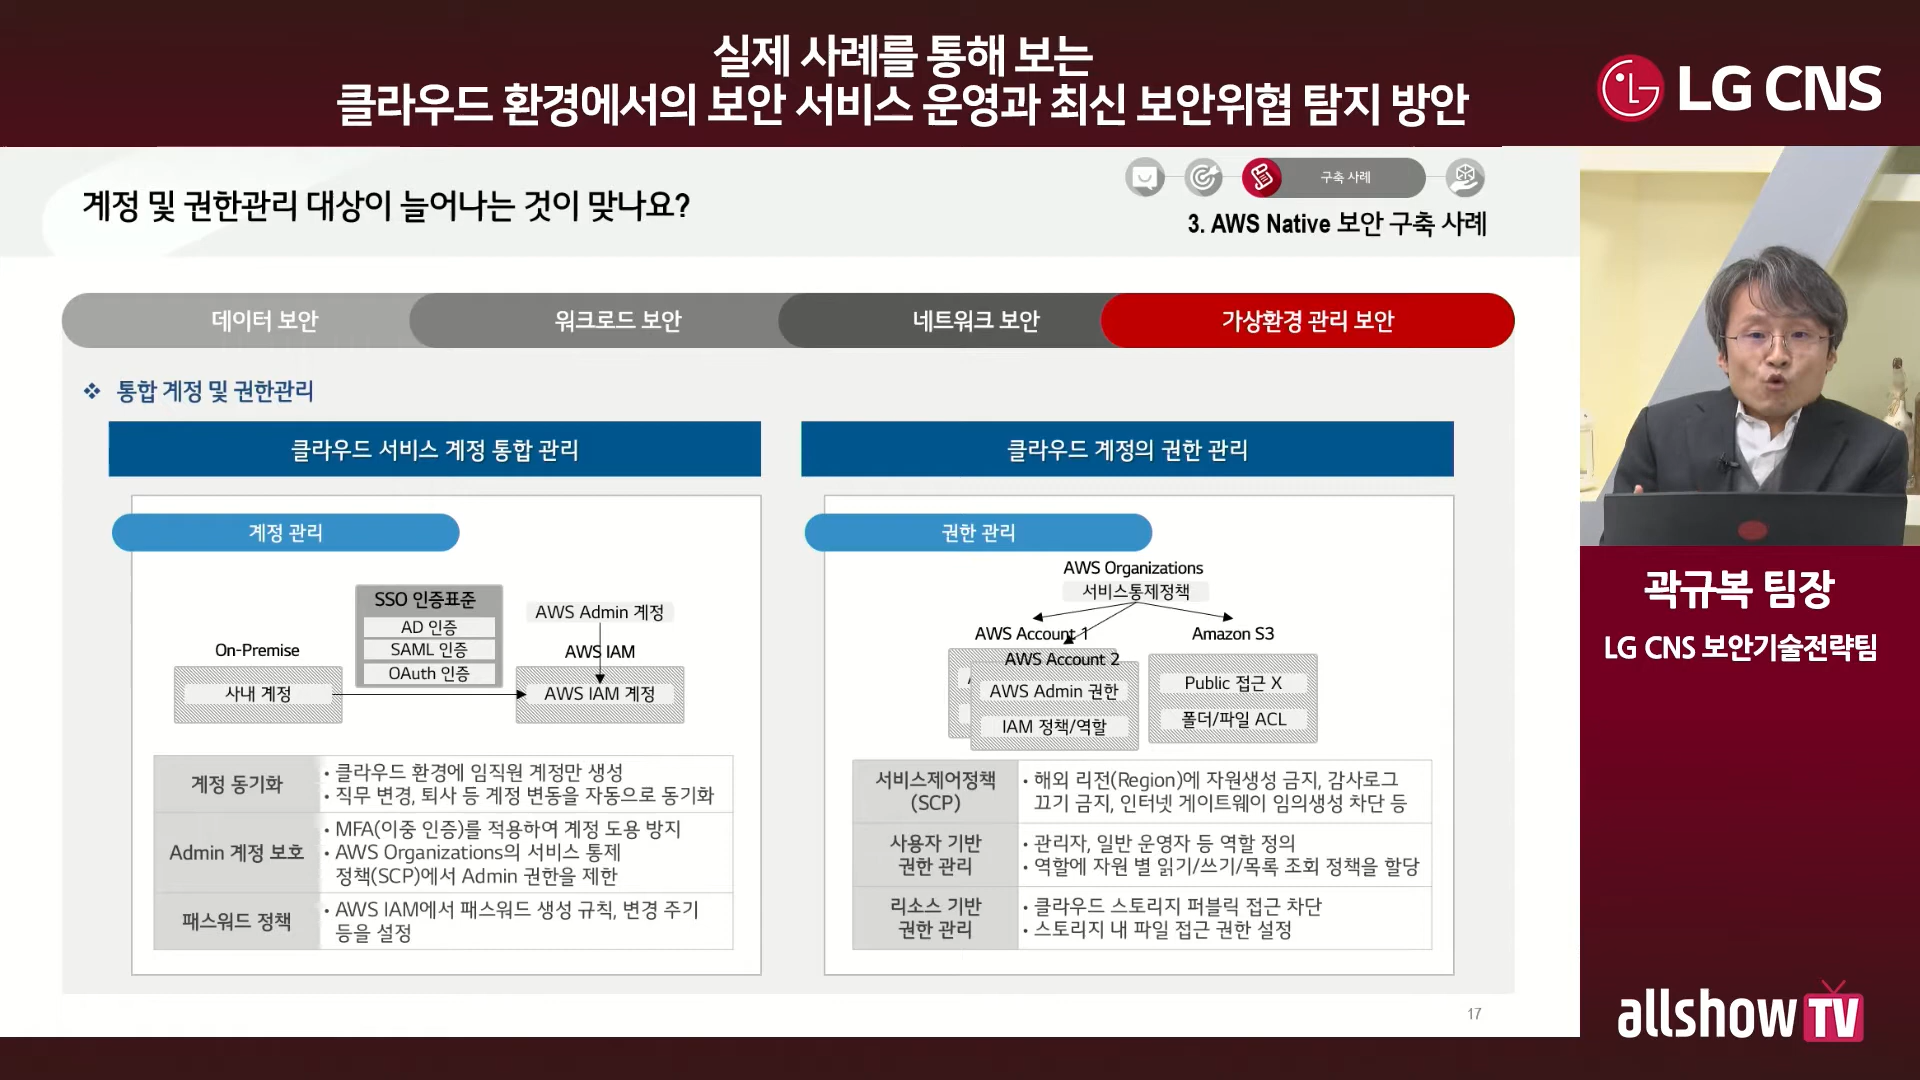 실제 사례를 통해 보는
클라우드 환경에서의 보안 서비스 운영과 최신 보안위협 탐지 방안
LG CNS
계정 및 권한관리 대상이 늘어나는 것이 맞나요?
구축 사례
3. AWS Native 보안 구축 사례
데이터 보안
워크로드 보안
네트워크 보안
가상환경 관리 보안
❖ 통합 계정 및 권한관리
클라우드 서비스 계정 통합 관리
계정 관리
SSO 인증표준
AD 인증
SAML 인증
OAuth 인증
AWS Admin 계정
On-Premise
AWS IAM
사내 계정
AWS IAM 계정
계정 동기화
• 클라우드 환경에 임직원 계정만 생성
• 직무 변경, 퇴사 등 계정 변동을 자동으로 동기화
Admin 계정 보호
• MFA(이중 인증)를 적용하여 계정 도용 방지
• AWS Organizations의 서비스 통제
정책(SCP)에서 Admin 권한을 제한
패스워드 정책
• AWS IAM에서 패스워드 생성 규칙, 변경 주기
등을 설정
클라우드 계정의 권한 관리
권한 관리
AWS Organizations
서비스통제정책
AWS Account 1
Amazon S3
AWS Account 2
AWS Admin 권한
IAM 정책/역할
Public 접근 X
폴더/파일 ACL
서비스제어정책
(SCP)
• 해외 리전(Region)에 자원생성 금지, 감사로그
끄기 금지, 인터넷 게이트웨이 임의생성 차단 등
사용자 기반
권한 관리
• 관리자, 일반 운영자 등 역할 정의
• 역할에 자원 별 읽기/쓰기/목록 조회 정책을 할당
리소스 기반
권한 관리
• 클라우드 스토리지 퍼블릭 접근 차단
• 스토리지 내 파일 접근 권한 설정
17
곽규복 팀장
LG CNS 보안기술전략팀
allshow TV